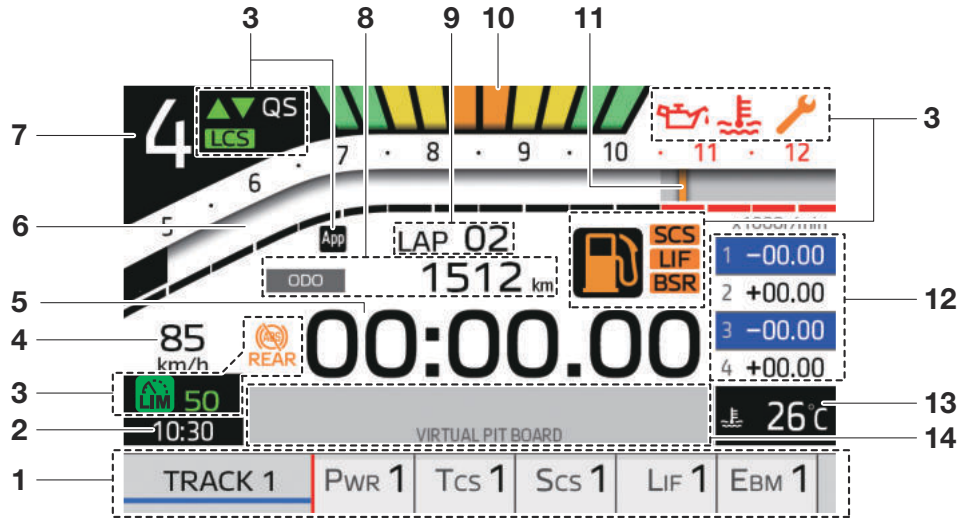 3 8 9 10 11
7 4 QS
LCS
3
7 · 8 · 9 · 10 · 11 · 12
6
5
6
App
LAP 02
SCS
LIF
BSR
ODO 1512 km
5
00:00.00
1 -00.00
2 +00.00
3 -00.00
4 +00.00
12
4 85
km/h
ABS
REAR
3 LIM 50
2 10:30
VIRTUAL PIT BOARD
26°C 13
14
1 TRACK 1 PWR 1 TCS 1 SCS 1 LIF 1 EBM 1